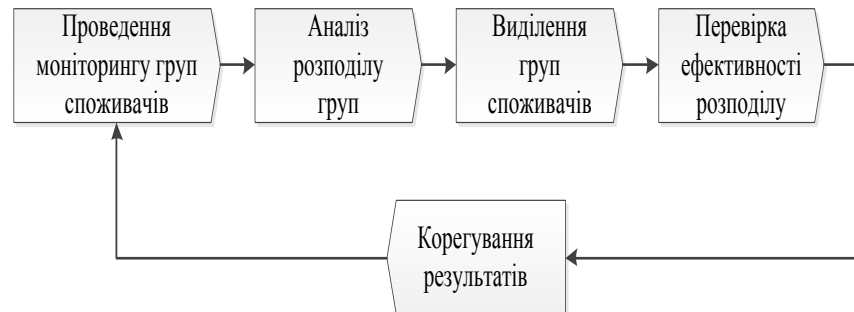 Проведення
моніторингу груп
споживачів
Аналіз
розподілу
груп
Виділення
груп
споживачів
Перевірка
ефективності
розподілу
Корегування
результатів